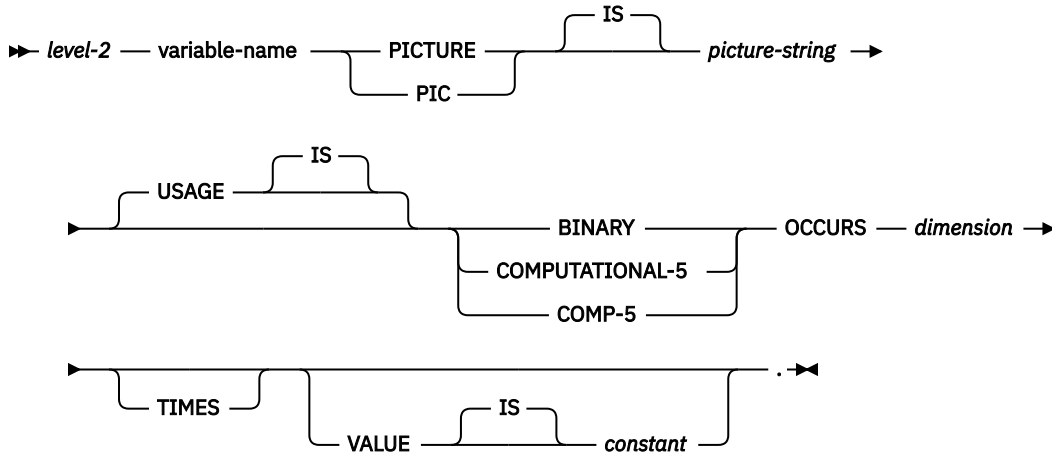 IS
level-2 variable-name PICTURE picture-string
PIC
IS
USAGE
BINARY OCCURS dimension
COMPUTATIONAL-5
COMP-5
.
TIMES IS
VALUE constant